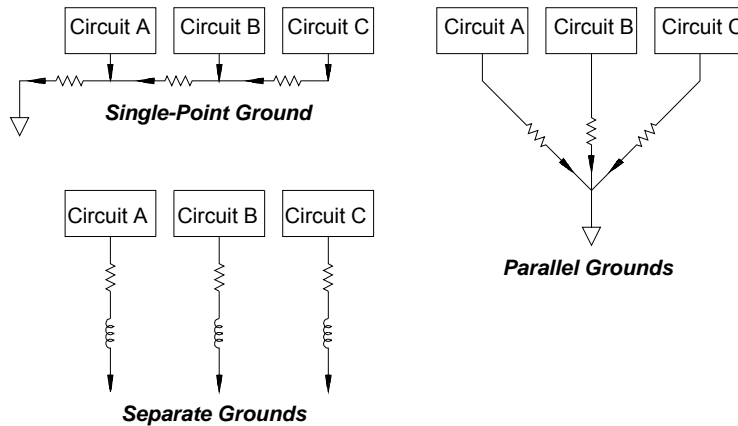 Circuit A Circuit B Circuit C
Single-Point Ground
Circuit A Circuit B Circuit C
Separate Grounds
Circuit A Circuit B Circuit C
Parallel Grounds